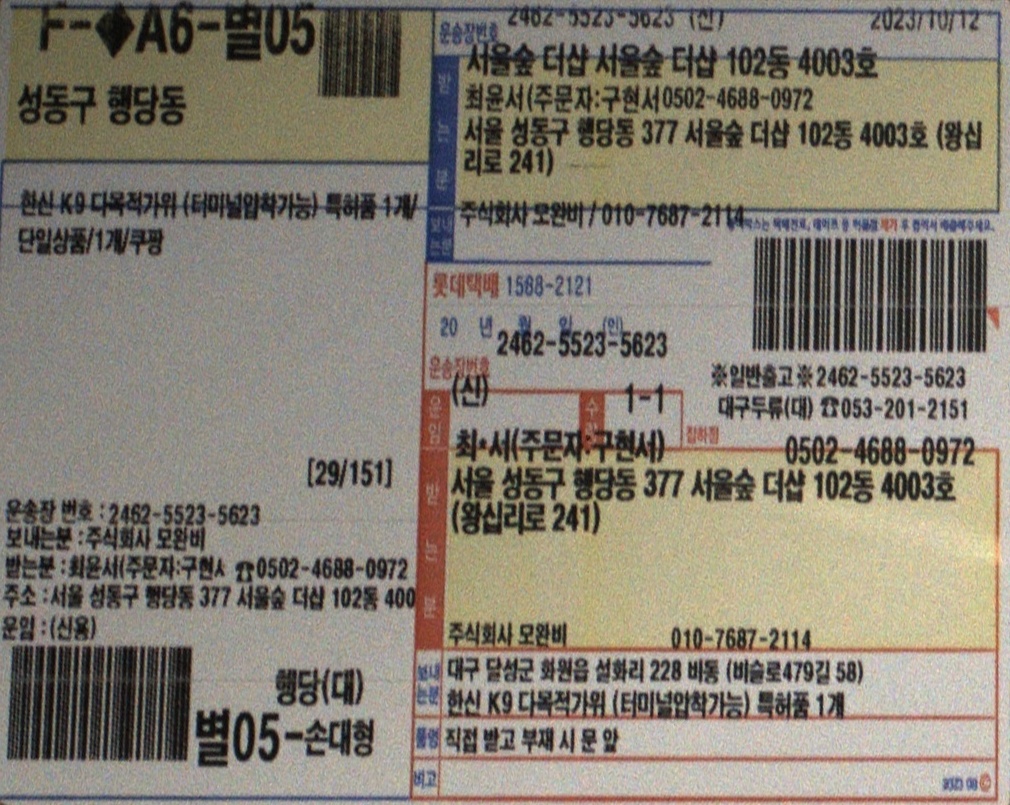 F-◆A6-별05
성동구 행당동
한신 K9 다목적가위 (터미널압착가능) 특허품 1개/
단일상품/1개/쿠팡
[29/151]
운송장 번호 : 2462-5523-5623
보내는분 : 주식회사 모완비
받는분 : 최윤서(주문자:구현ㅅ ☎0502-4688-0972
주소 : 서울 성동구 행당동 377 서울숲 더샵 102동 400
운임 : (신용)
행당(대)
별05-손대형
운송장번호 2462-5523-5623 (신) 2023/10/12
받는분
서울숲 더샵 서울숲 더샵 102동 4003호
최윤서(주문자:구현서0502-4688-0972
서울 성동구 행당동 377 서울숲 더샵 102동 4003호 (왕십
리로 241)
보내는분
주식회사 모완비 / 010-7687-2114
롯데택배 1588-2121
20 년 월 일 (인)
운송장번호 2462-5523-5623
(신)
운임 수량 1-1
※일반출고※2462-5523-5623
대구두류(대) ☎053-201-2151
집하점
받는분
최*서(주문자:구현서) 0502-4688-0972
서울 성동구 행당동 377 서울숲 더샵 102동 4003호
(왕십리로 241)
주식회사 모완비 010-7687-2114
보내는분
대구 달성군 화원읍 설화리 228 바동 (비슬로479길 58)
한신 K9 다목적가위 (터미널압착가능) 특허품 1개
품명 직접 받고 부재 시 문 앞
비고